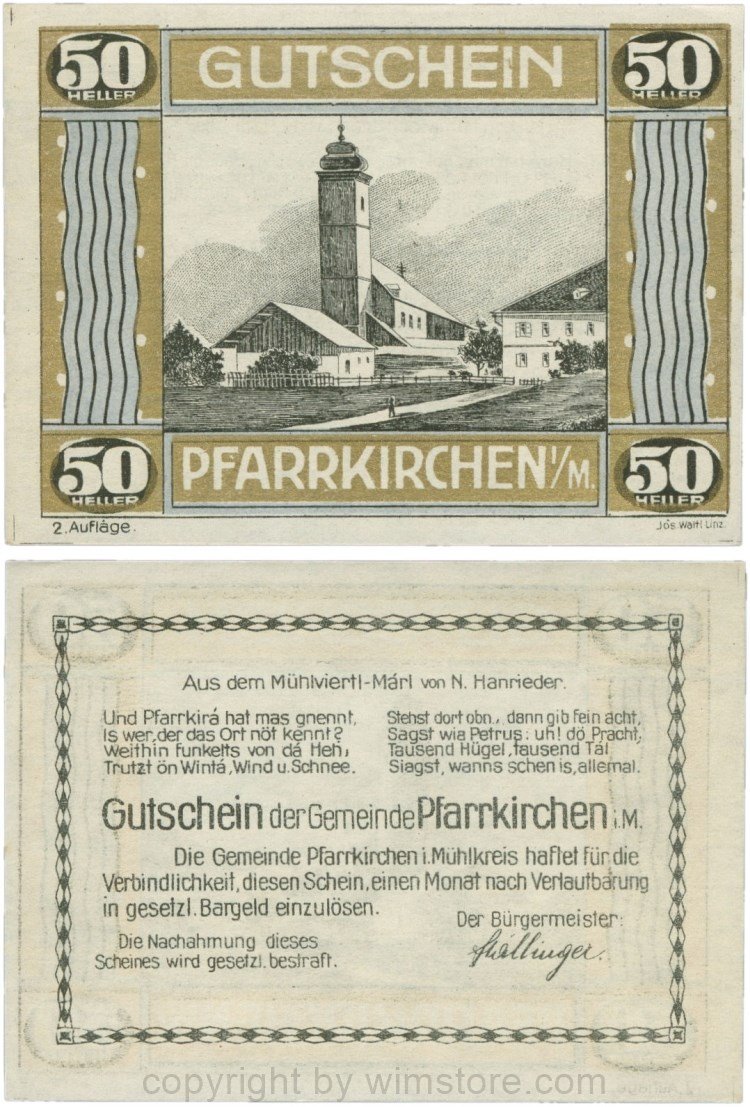 50 HELLER
GUTSCHEIN
50 HELLER
50 HELLER
PFARRKIRCHEN I/M.
50 HELLER
2. Auflåge.
Jos. Waltl Linz.
Aus dem Mühlviertl-Márl von N. Hanrieder.
Und Pfarrkirá hat mas gnennt,
Is wer, der das Ort nöt kennt?
Weithin funkelts von dá Heh,
Trutzt ön Wintá, Wind u. Schnee.
Stehst dort obn., dann gib fein acht,
Sagst wia Petrus: uh! dö Pracht,
Tausend Hügel, tausend Tál
Siagst, wanns schen is, allemal.
Gutschein der Gemeinde Pfarrkirchen i.M.
Die Gemeinde Pfarrkirchen i. Mühlkreis haftet für die
Verbindlichkeit, diesen Schein, einen Monat nach Verlautbarung
in gesetzl. Bargeld einzulösen.
Der Bürgermeister:
Die Nachahmung dieses
Scheines wird gesetzl. bestraft.
copyright by wimstore.com